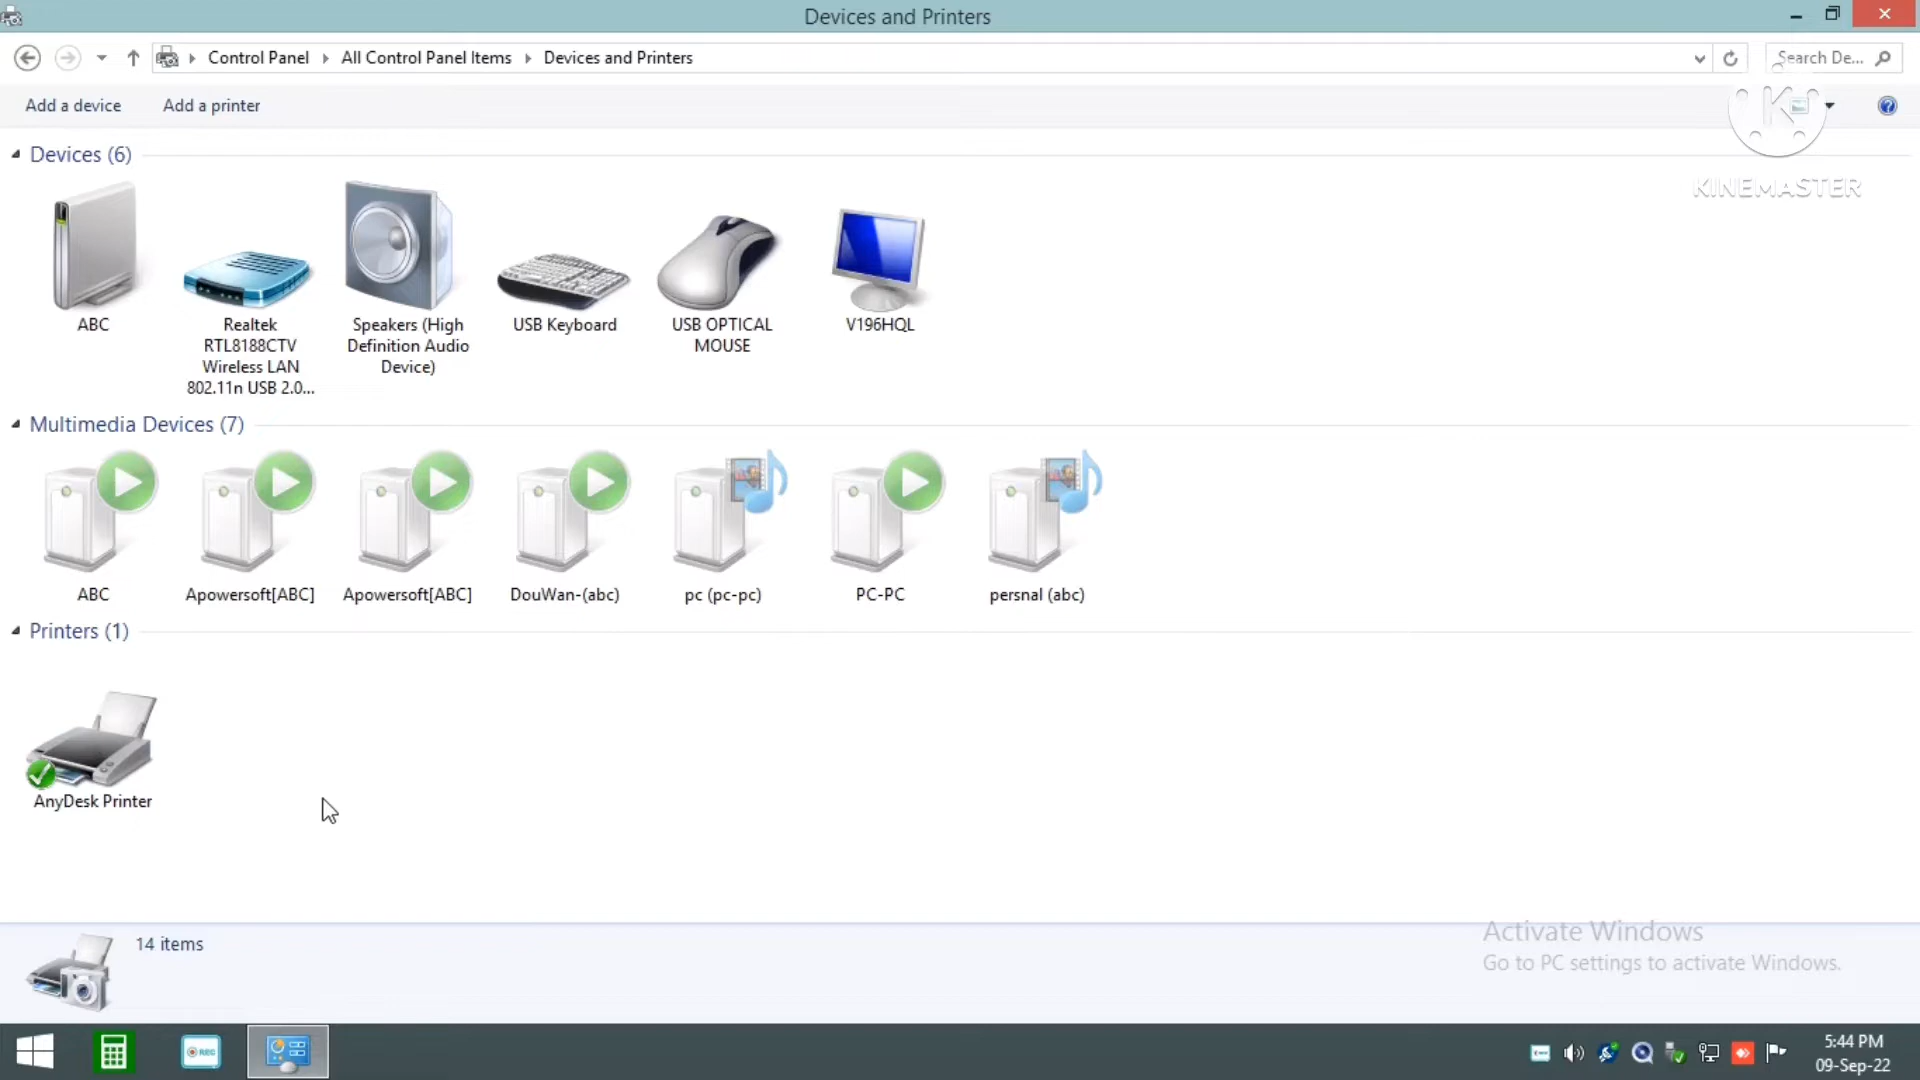 Devices and Printers
Control Panel All Control Panel Items Devices and Printers
Search De...
Add a device Add a printer
K
KINEMASTER
Devices (6)
ABC
Realtek
RTL8188CTV
Wireless LAN
802.11n USB 2.0...
Speakers (High
Definition Audio
Device)
USB Keyboard
USB OPTICAL
MOUSE
V196HQL
Multimedia Devices (7)
ABC
Apowersoft[ABC]
Apowersoft[ABC]
DouWan-(abc)
pc (pc-pc)
PC-PC
persnal (abc)
Printers (1)
AnyDesk Printer
14 items
Activate Windows
Go to PC settings to activate Windows.
REC
5:44 PM
09-Sep-22